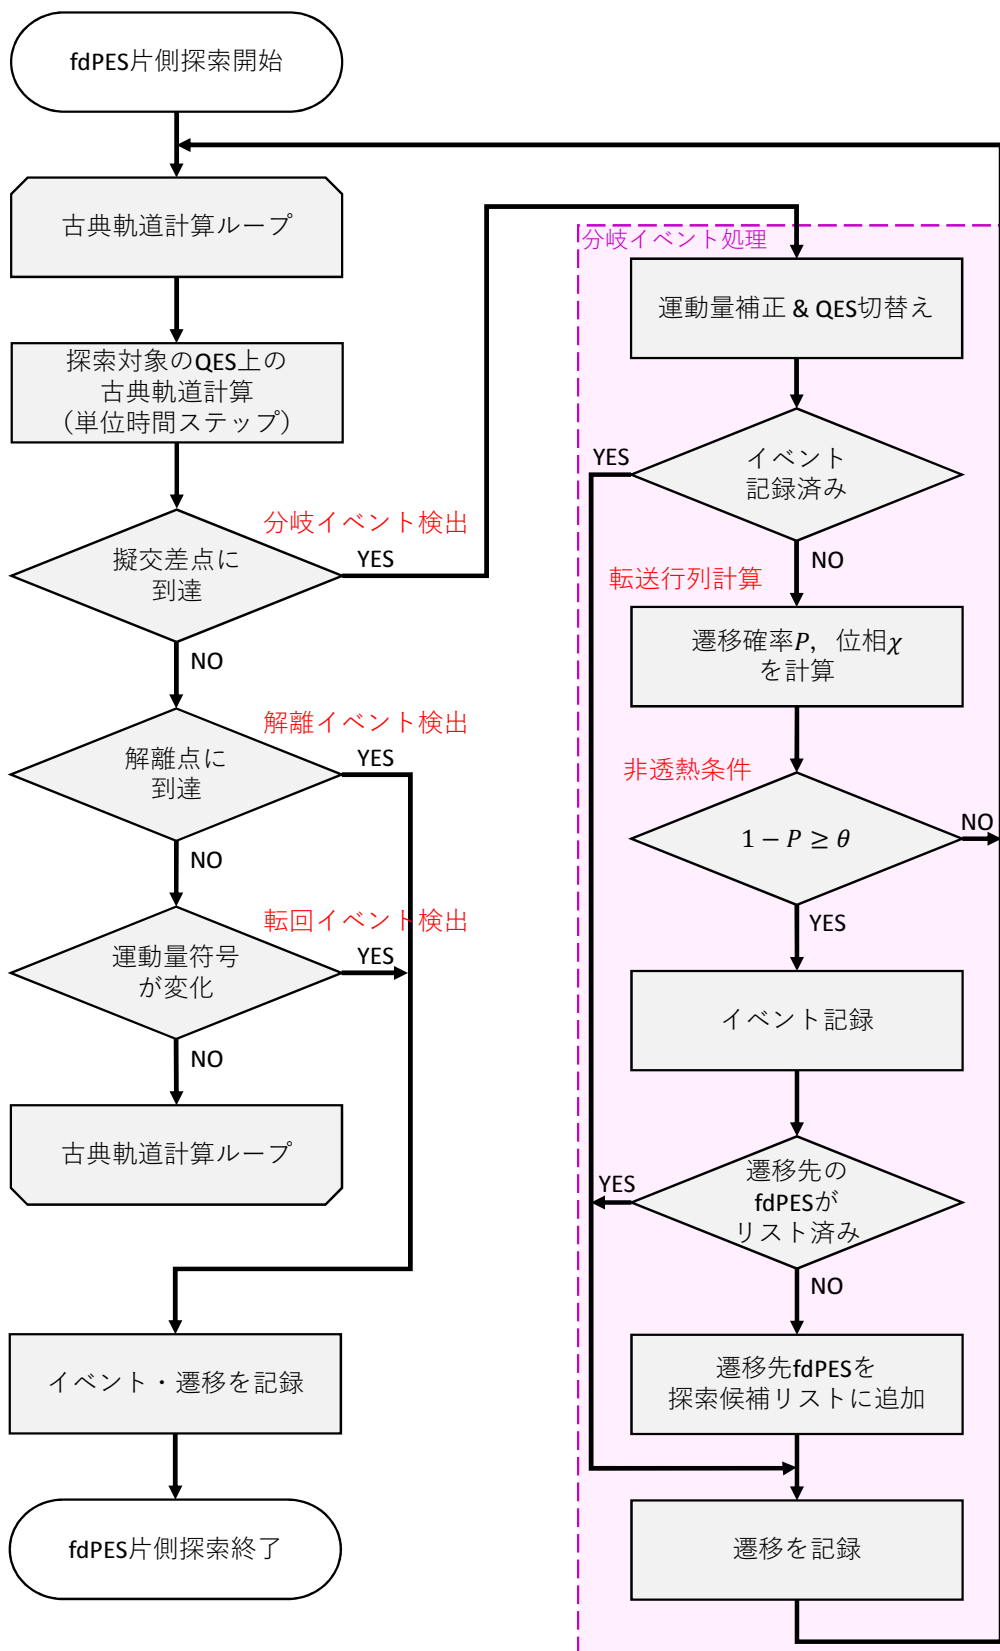 fdPES片側探索開始
古典軌道計算ループ
探索対象のQES上の
古典軌道計算
（単位時間ステップ）
分岐イベント検出
擬交差点に
到達
YES
NO
解離イベント検出
解離点に
到達
YES
NO
転回イベント検出
運動量符号
が変化
YES
NO
古典軌道計算ループ
イベント・遷移を記録
fdPES片側探索終了
分岐イベント処理
運動量補正 & QES切替え
YES
イベント
記録済み
NO
転送行列計算
遷移確率P, 位相χ
を計算
非透熱条件
1 − P ≥ θ
NO
YES
イベント記録
YES
遷移先の
fdPESが
リスト済み
NO
遷移先fdPESを
探索候補リストに追加
遷移を記録